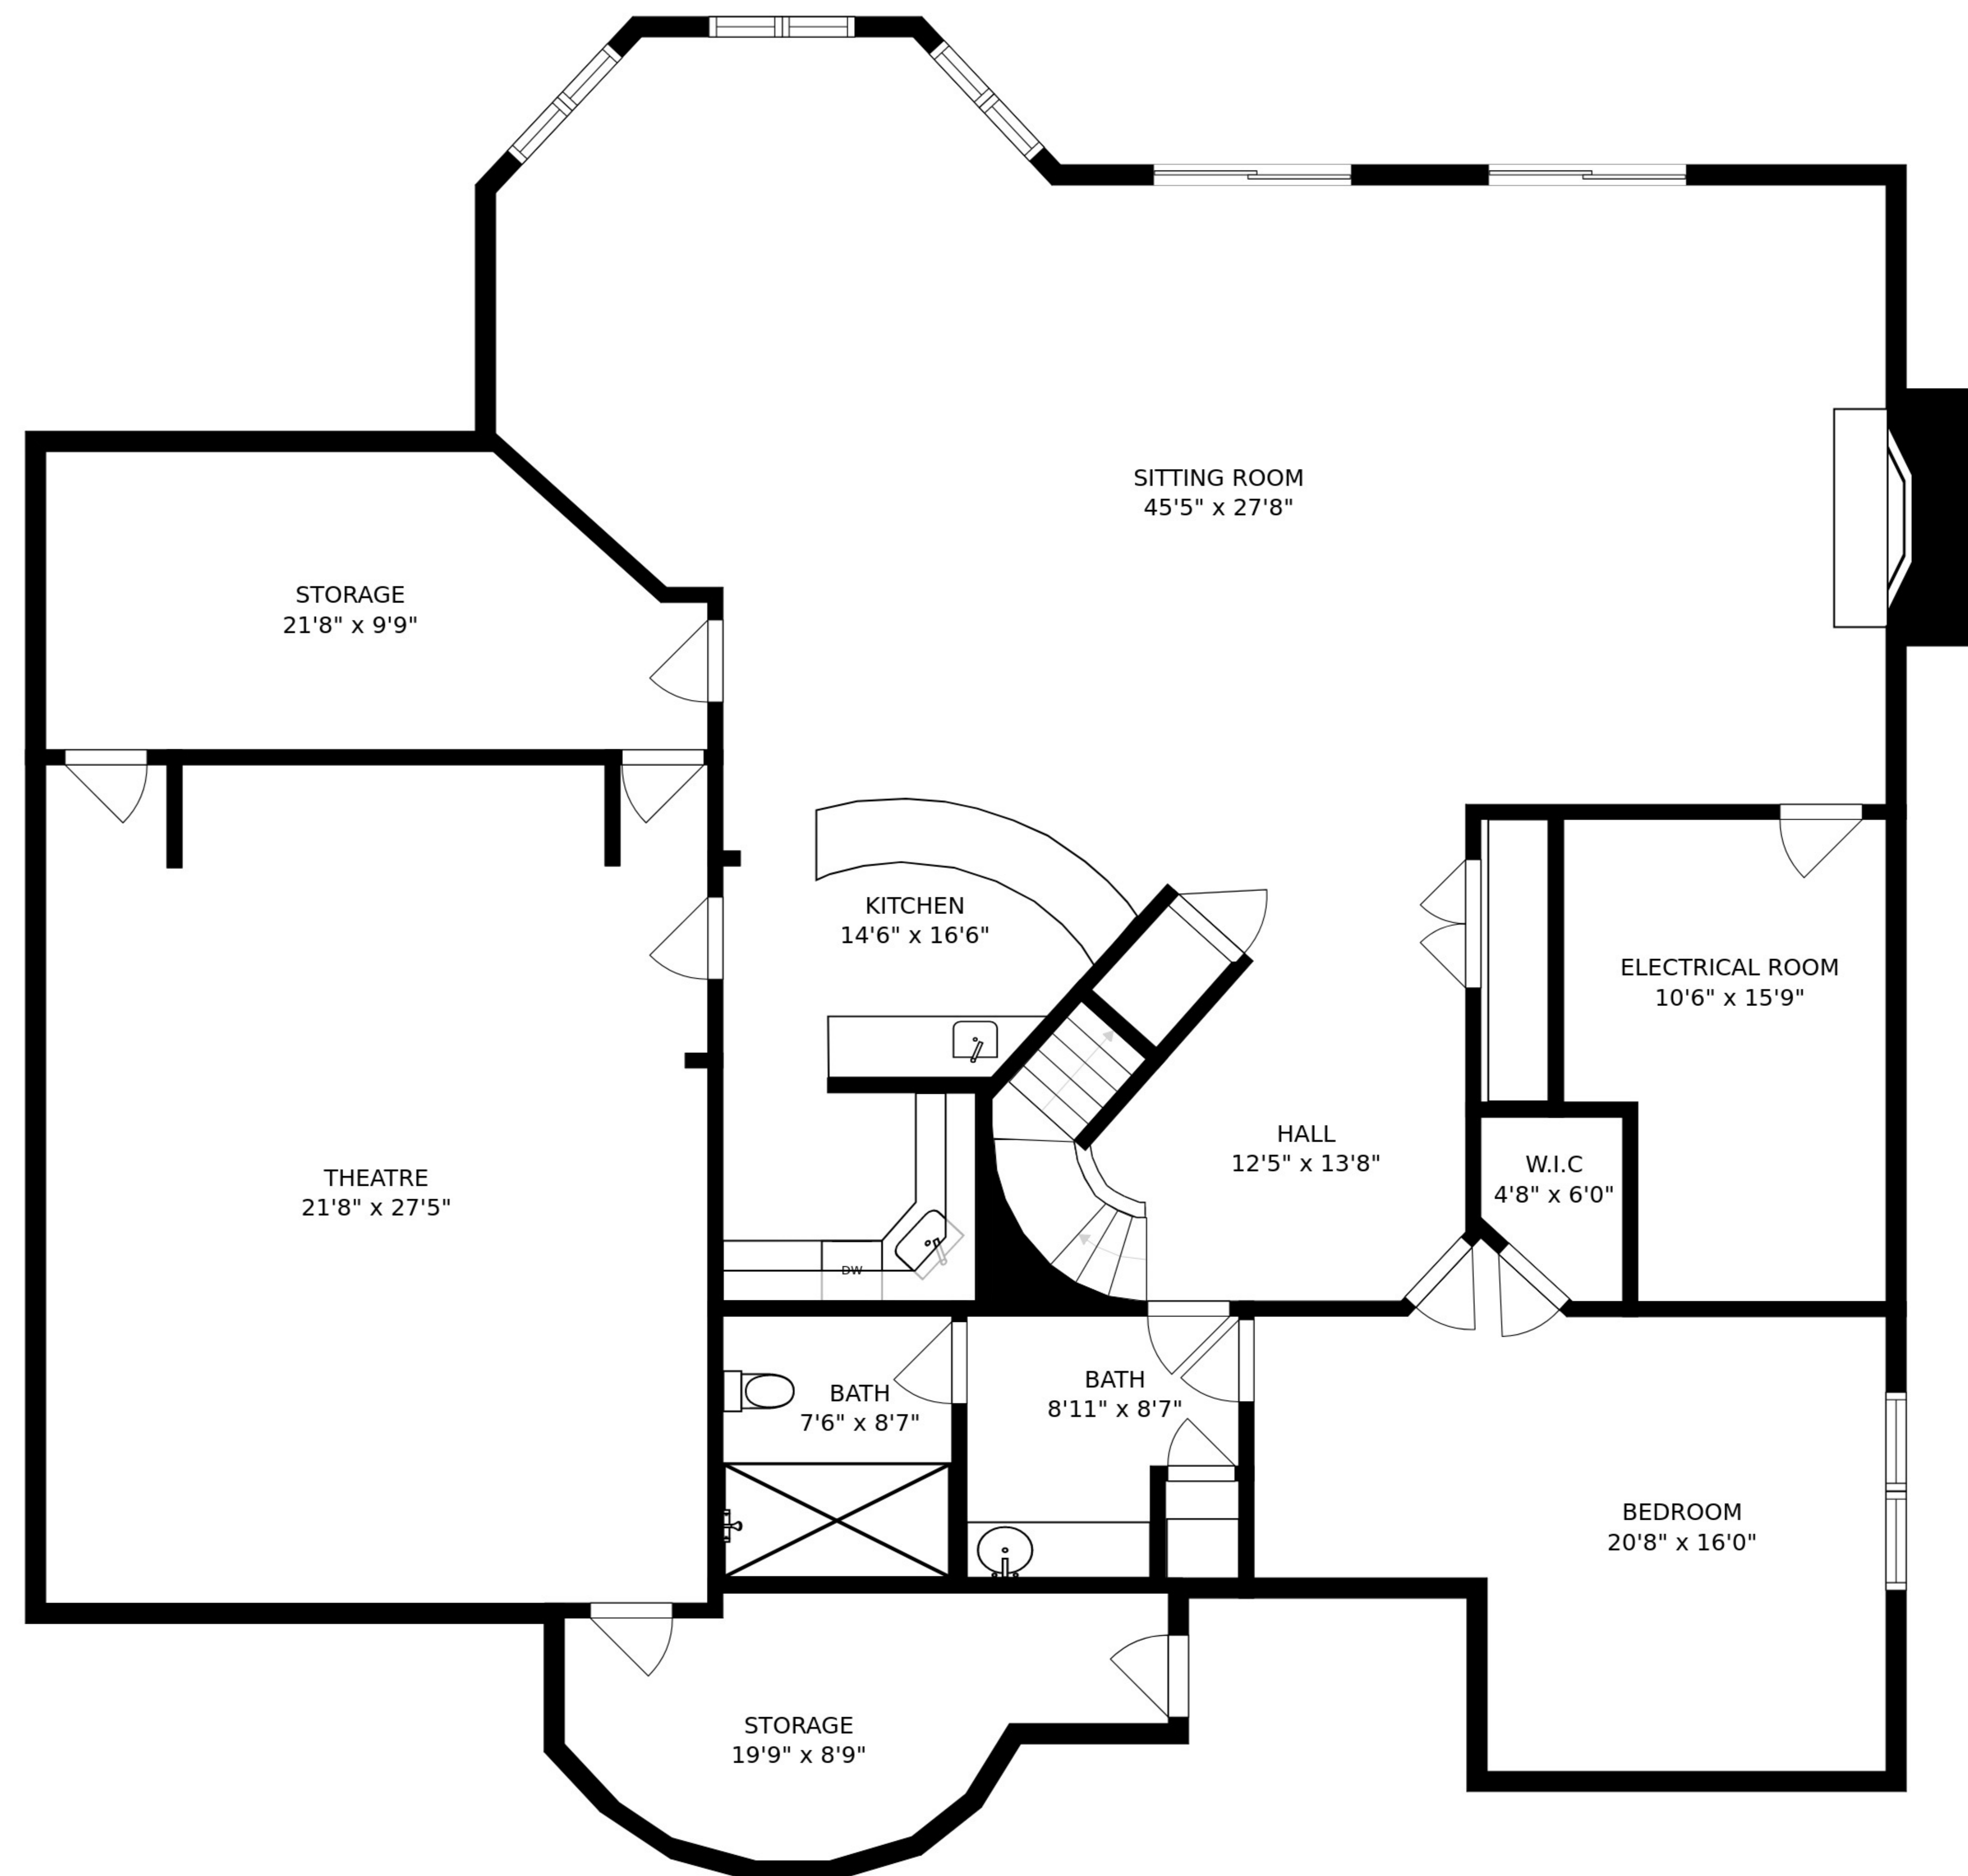 SITTING ROOM
45'5" x 27'8"
STORAGE
21'8" x 9'9"
KITCHEN
14'6" x 16'6"
ELECTRICAL ROOM
10'6" x 15'9"
HALL
12'5" x 13'8"
W.I.C
4'8" x 6'0"
THEATRE
21'8" x 27'5"
DW
BATH
7'6" x 8'7"
BATH
8'11" x 8'7"
BEDROOM
20'8" x 16'0"
STORAGE
19'9" x 8'9"